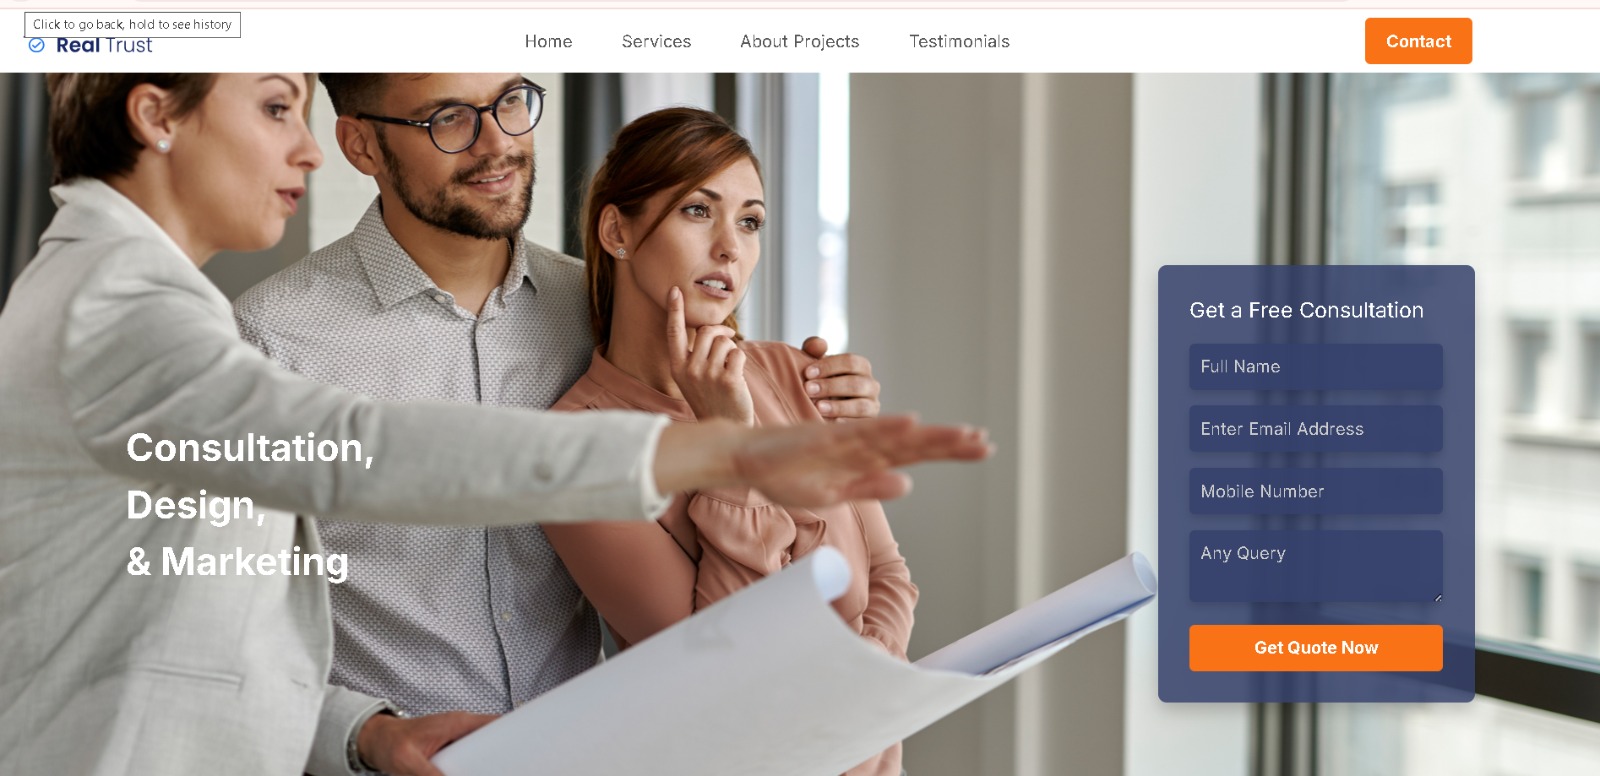 Click to go back, hold to see history
Real Trust
Home
Services
About Projects
Testimonials
Contact
Consultation,
Design,
& Marketing
Get a Free Consultation
Full Name
Enter Email Address
Mobile Number
Any Query
Get Quote Now